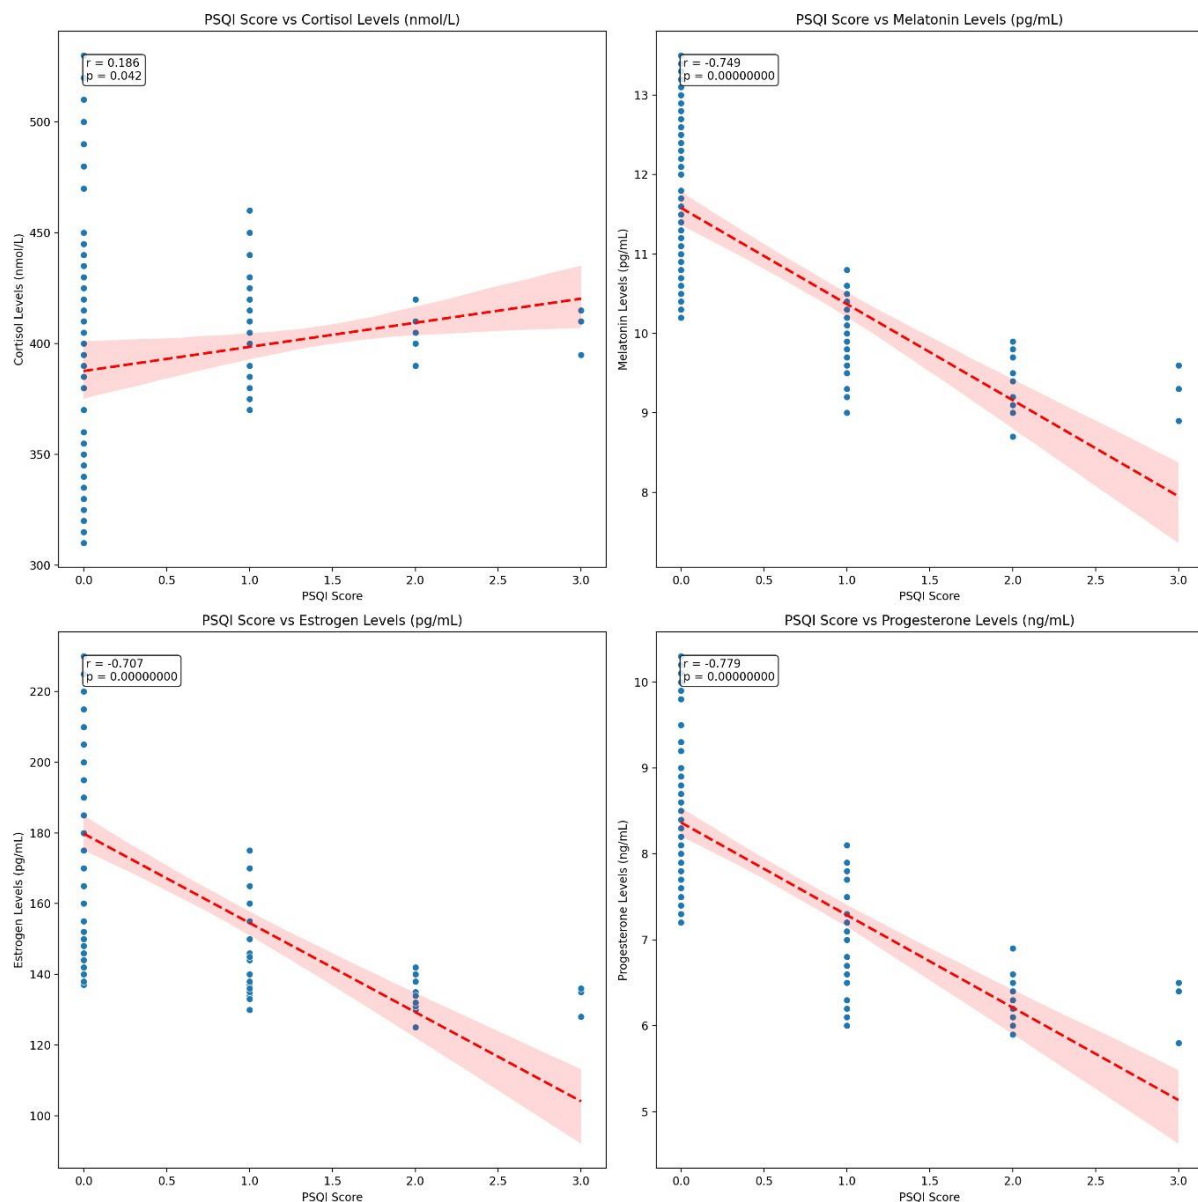 PSQI Score vs Cortisol Levels (nmol/L)
r = 0.186
p = 0.042
500
450
400
350
300
Cortisol Levels (nmol/L)
0.0 0.5 1.0 1.5 2.0 2.5 3.0
PSQI Score
PSQI Score vs Melatonin Levels (pg/mL)
r = -0.749
p = 0.00000000
13
12
11
10
9
8
Melatonin Levels (pg/mL)
0.0 0.5 1.0 1.5 2.0 2.5 3.0
PSQI Score
PSQI Score vs Estrogen Levels (pg/mL)
r = -0.707
p = 0.00000000
220
200
180
160
140
120
100
Estrogen Levels (pg/mL)
0.0 0.5 1.0 1.5 2.0 2.5 3.0
PSQI Score
PSQI Score vs Progesterone Levels (ng/mL)
r = -0.779
p = 0.00000000
10
9
8
7
6
5
Progesterone Levels (ng/mL)
0.0 0.5 1.0 1.5 2.0 2.5 3.0
PSQI Score